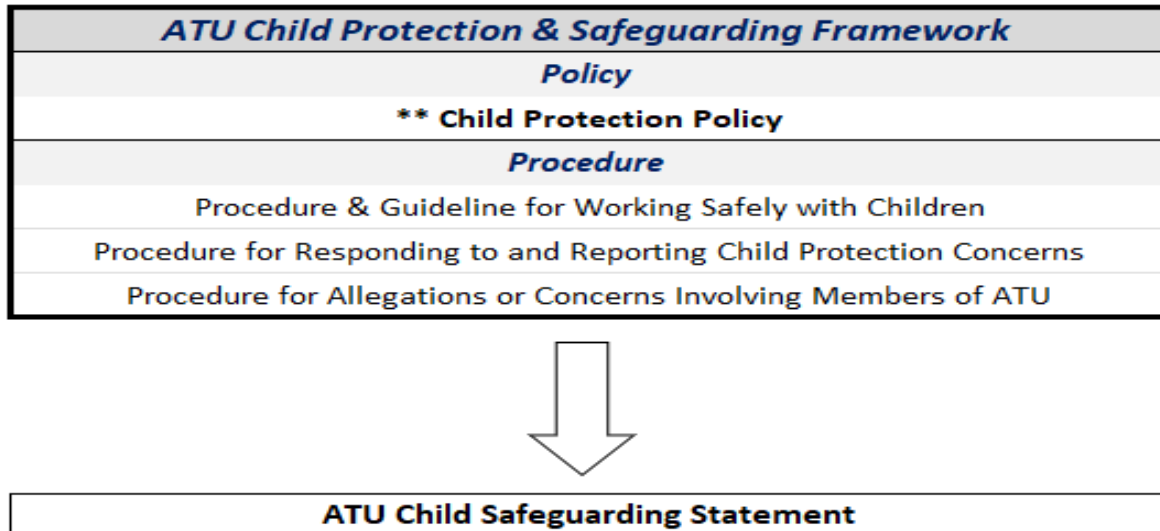 ATU Child Protection & Safeguarding Framework
Policy
** Child Protection Policy
Procedure
Procedure & Guideline for Working Safely with Children
Procedure for Responding to and Reporting Child Protection Concerns
Procedure for Allegations or Concerns Involving Members of ATU
ATU Child Safeguarding Statement